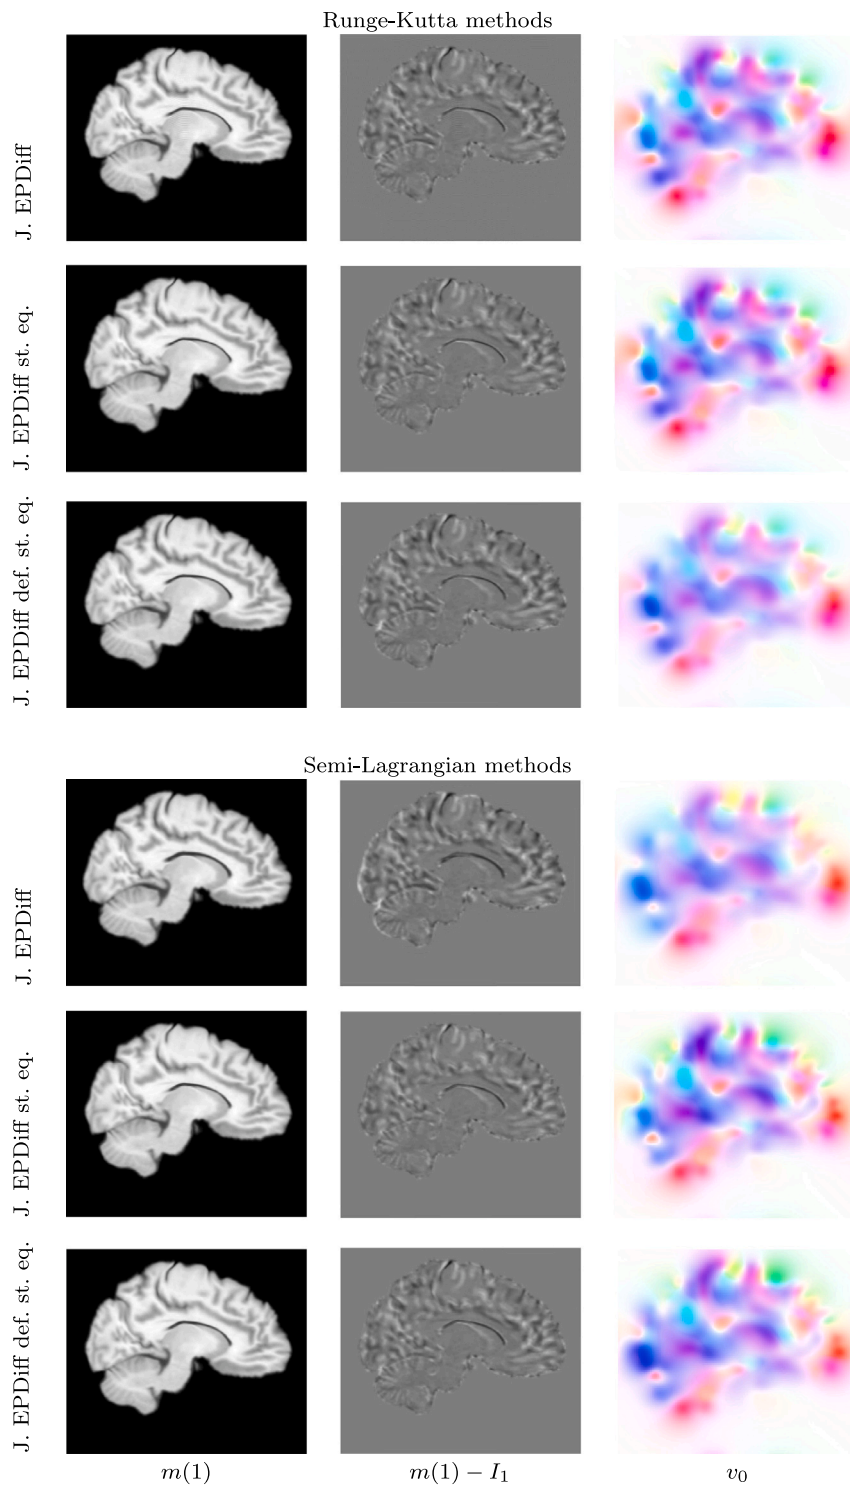 Runge-Kutta methods
J. EPDiff
J. EPDiff st. eq.
J. EPDiff def. st. eq.
Semi-Lagrangian methods
J. EPDiff
J. EPDiff st. eq.
J. EPDiff def. st. eq.
m(1)
m(1) − I₁
v₀